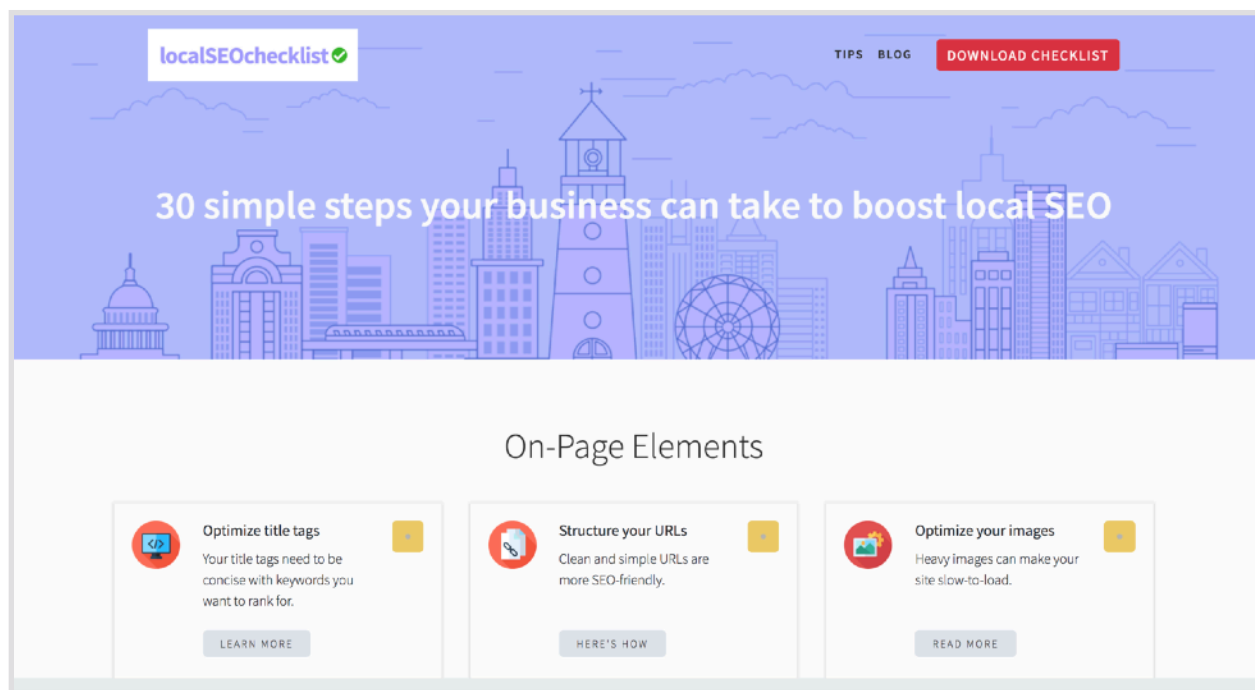 localSEOchecklist
TIPS BLOG DOWNLOAD CHECKLIST
30 simple steps your business can take to boost local SEO
On-Page Elements
Optimize title tags
Your title tags need to be
concise with keywords you
want to rank for.
LEARN MORE
Structure your URLs
Clean and simple URLs are
more SEO-friendly.
HERE'S HOW
Optimize your images
Heavy images can make your
site slow-to-load.
READ MORE